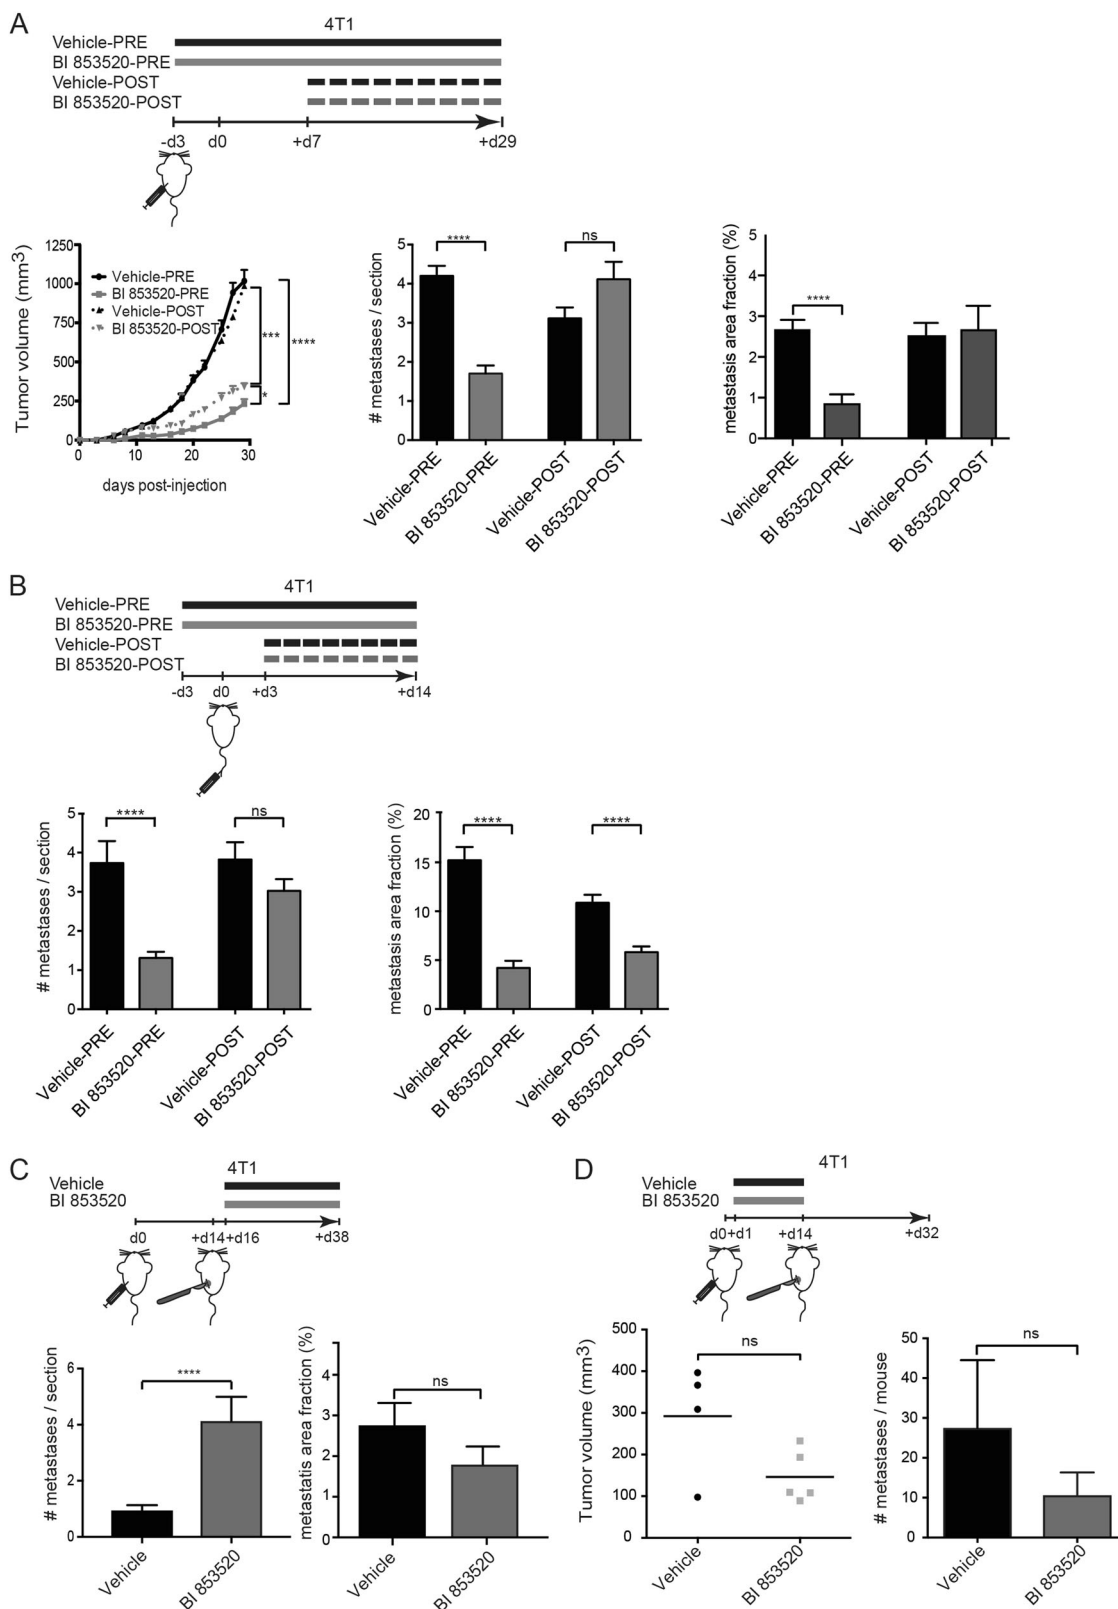 A
4T1
Vehicle-PRE
BI 853520-PRE
Vehicle-POST
BI 853520-POST
-d3 d0 +d7 +d29
Tumor volume (mm3)
1250
1000
750
500
250
0
0 10 20 30
days post-injection
Vehicle-PRE
BI 853520-PRE
Vehicle-POST
BI 853520-POST
***
****
*
# metastases / section
5
4
3
2
1
0
**** ns
Vehicle-PRE
BI 853520-PRE
Vehicle-POST
BI 853520-POST
metastasis area fraction (%)
5
4
3
2
1
0
****
Vehicle-PRE
BI 853520-PRE
Vehicle-POST
BI 853520-POST
B
4T1
Vehicle-PRE
BI 853520-PRE
Vehicle-POST
BI 853520-POST
-d3 d0 +d3 +d14
# metastases / section
5
4
3
2
1
0
**** ns
Vehicle-PRE
BI 853520-PRE
Vehicle-POST
BI 853520-POST
metastasis area fraction (%)
20
15
10
5
0
**** ****
Vehicle-PRE
BI 853520-PRE
Vehicle-POST
BI 853520-POST
C
4T1
Vehicle
BI 853520
d0 +d14+d16 +d38
# metastases / section
6
4
2
0
****
Vehicle
BI 853520
metastatis area fraction (%)
4
3
2
1
0
ns
Vehicle
BI 853520
D
4T1
Vehicle
BI 853520
d0+d1 +d14 +d32
Tumor volume (mm3)
500
400
300
200
100
0
ns
Vehicle
BI 853520
# metastases / mouse
50
40
30
20
10
0
ns
Vehicle
BI 853520